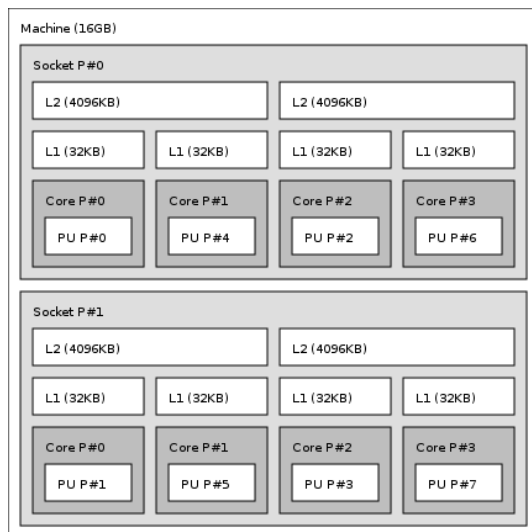 Machine (16GB)
Socket P#0
L2 (4096KB) L2 (4096KB)
L1 (32KB) L1 (32KB) L1 (32KB) L1 (32KB)
Core P#0 Core P#1 Core P#2 Core P#3
PU P#0 PU P#4 PU P#2 PU P#6
Socket P#1
L2 (4096KB) L2 (4096KB)
L1 (32KB) L1 (32KB) L1 (32KB) L1 (32KB)
Core P#0 Core P#1 Core P#2 Core P#3
PU P#1 PU P#5 PU P#3 PU P#7